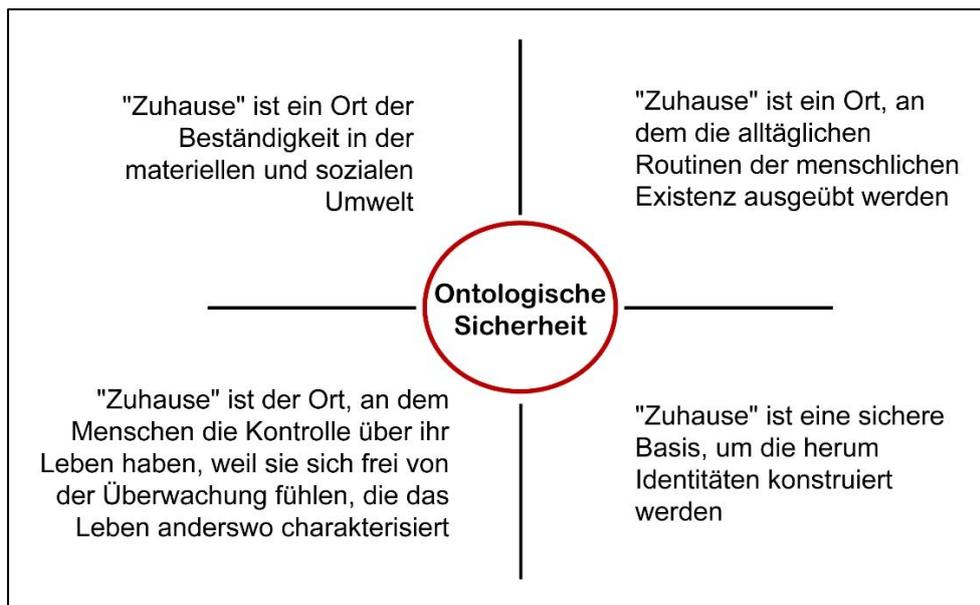 "Zuhause" ist ein Ort der
Beständigkeit in der
materiellen und sozialen
Umwelt
"Zuhause" ist ein Ort, an
dem die alltäglichen
Routinen der menschlichen
Existenz ausgeübt werden
Ontologische
Sicherheit
"Zuhause" ist der Ort, an dem
Menschen die Kontrolle über ihr
Leben haben, weil sie sich frei von
der Überwachung fühlen, die das
Leben anderswo charakterisiert
"Zuhause" ist eine sichere
Basis, um die herum
Identitäten konstruiert
werden